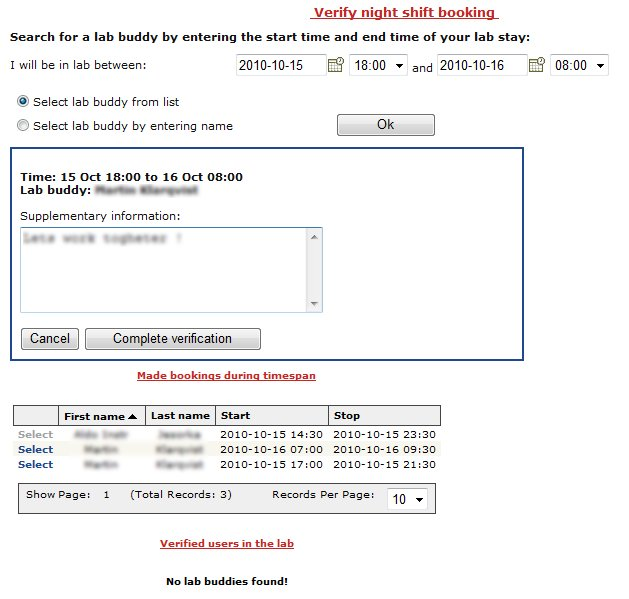 Verify night shift booking
Search for a lab buddy by entering the start time and end time of your lab stay:
I will be in lab between: 2010-10-15 18:00 and 2010-10-16 08:00
Select lab buddy from list
Select lab buddy by entering name
Ok
Time: 15 Oct 18:00 to 16 Oct 08:00
Lab buddy:
Supplementary information:
Cancel Complete verification
Made bookings during timespan
First name Last name Start Stop
Select 2010-10-15 14:30 2010-10-15 23:30
Select 2010-10-16 07:00 2010-10-16 09:30
Select 2010-10-15 17:00 2010-10-15 21:30
Show Page: 1 (Total Records: 3) Records Per Page: 10
Verified users in the lab
No lab buddies found!